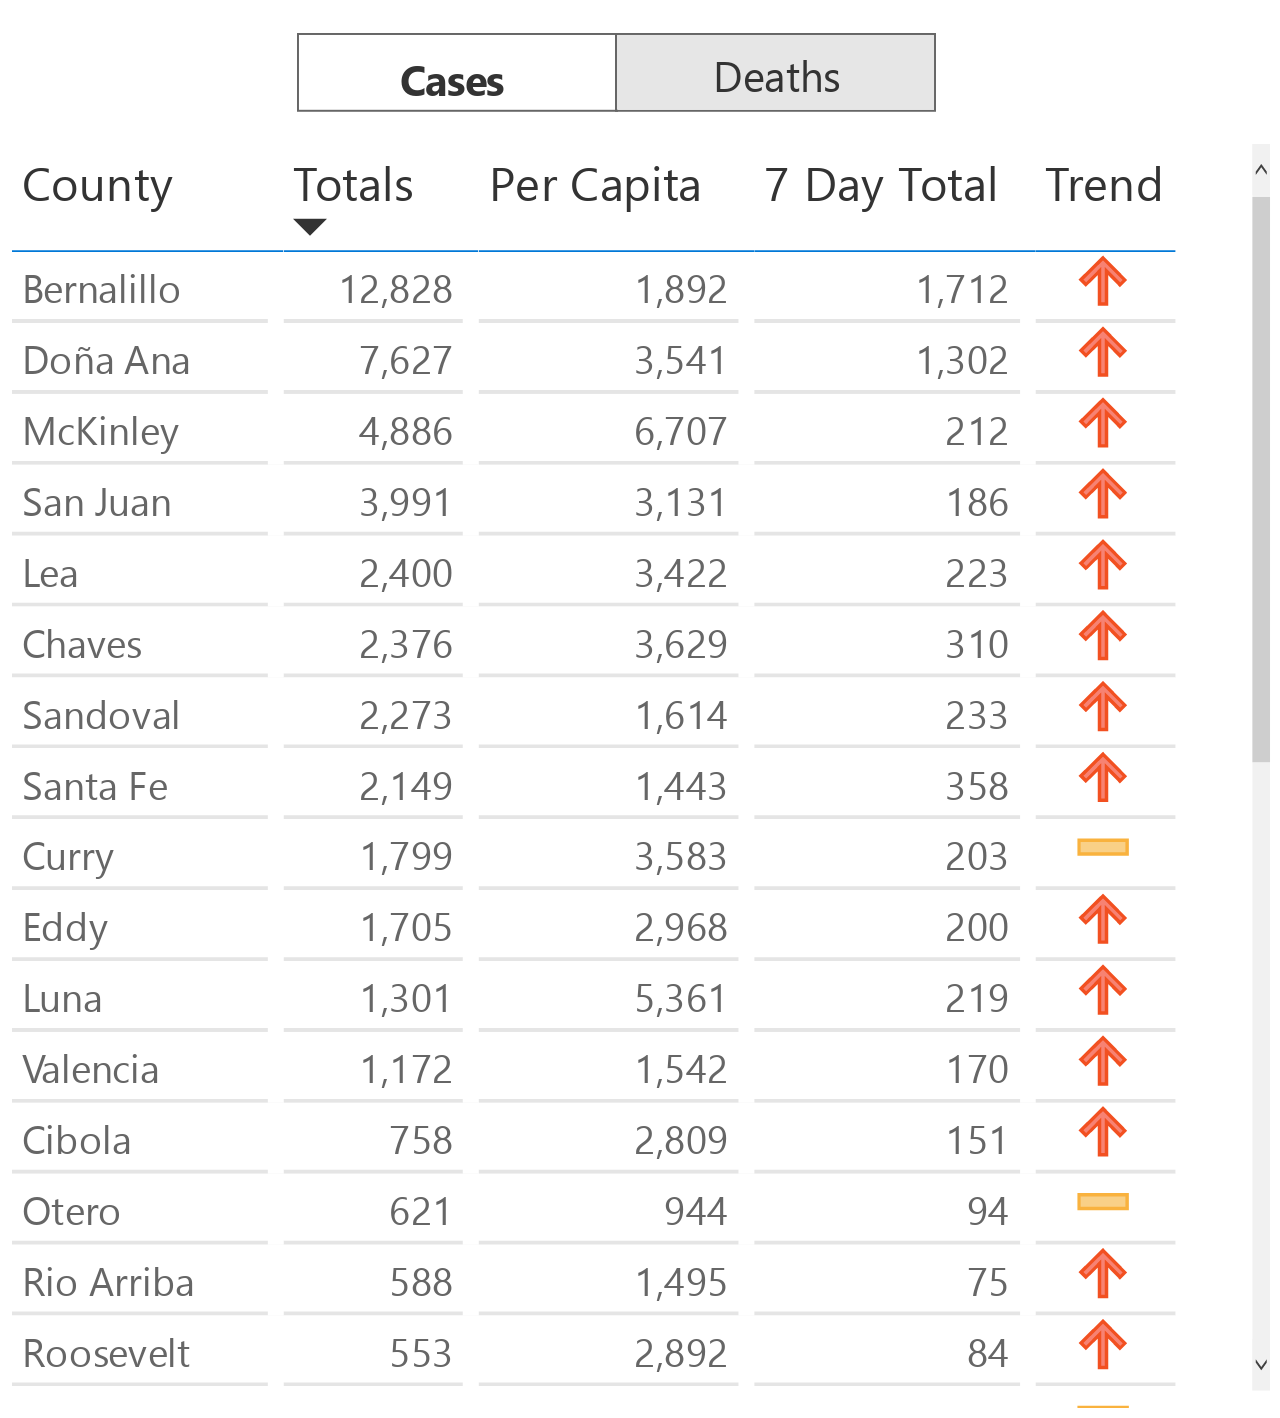 Cases Deaths
County Totals Per Capita 7 Day Total Trend
Bernalillo 12,828 1,892 1,712
Doña Ana 7,627 3,541 1,302
McKinley 4,886 6,707 212
San Juan 3,991 3,131 186
Lea 2,400 3,422 223
Chaves 2,376 3,629 310
Sandoval 2,273 1,614 233
Santa Fe 2,149 1,443 358
Curry 1,799 3,583 203
Eddy 1,705 2,968 200
Luna 1,301 5,361 219
Valencia 1,172 1,542 170
Cibola 758 2,809 151
Otero 621 944 94
Rio Arriba 588 1,495 75
Roosevelt 553 2,892 84